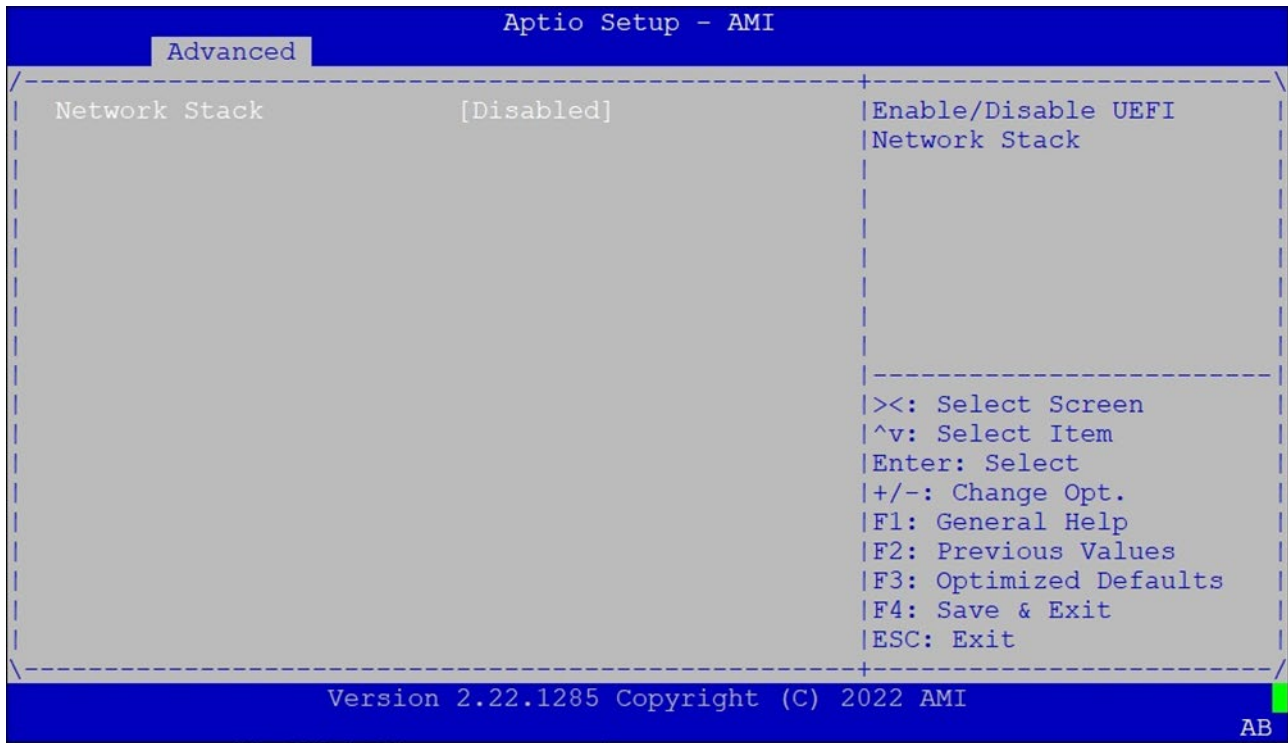 Aptio Setup - AMI
Advanced
/----------------------------------------------------+-------------------------\
| Network Stack [Disabled] |Enable/Disable UEFI |
| |Network Stack |
| | |
| | |
| | |
| | |
| | |
| | |
| | |
| |-------------------------|
| |><: Select Screen |
| |^v: Select Item |
| |Enter: Select |
| |+/-: Change Opt. |
| |F1: General Help |
| |F2: Previous Values |
| |F3: Optimized Defaults |
| |F4: Save & Exit |
| |ESC: Exit |
\----------------------------------------------------+-------------------------/
Version 2.22.1285 Copyright (C) 2022 AMI
AB